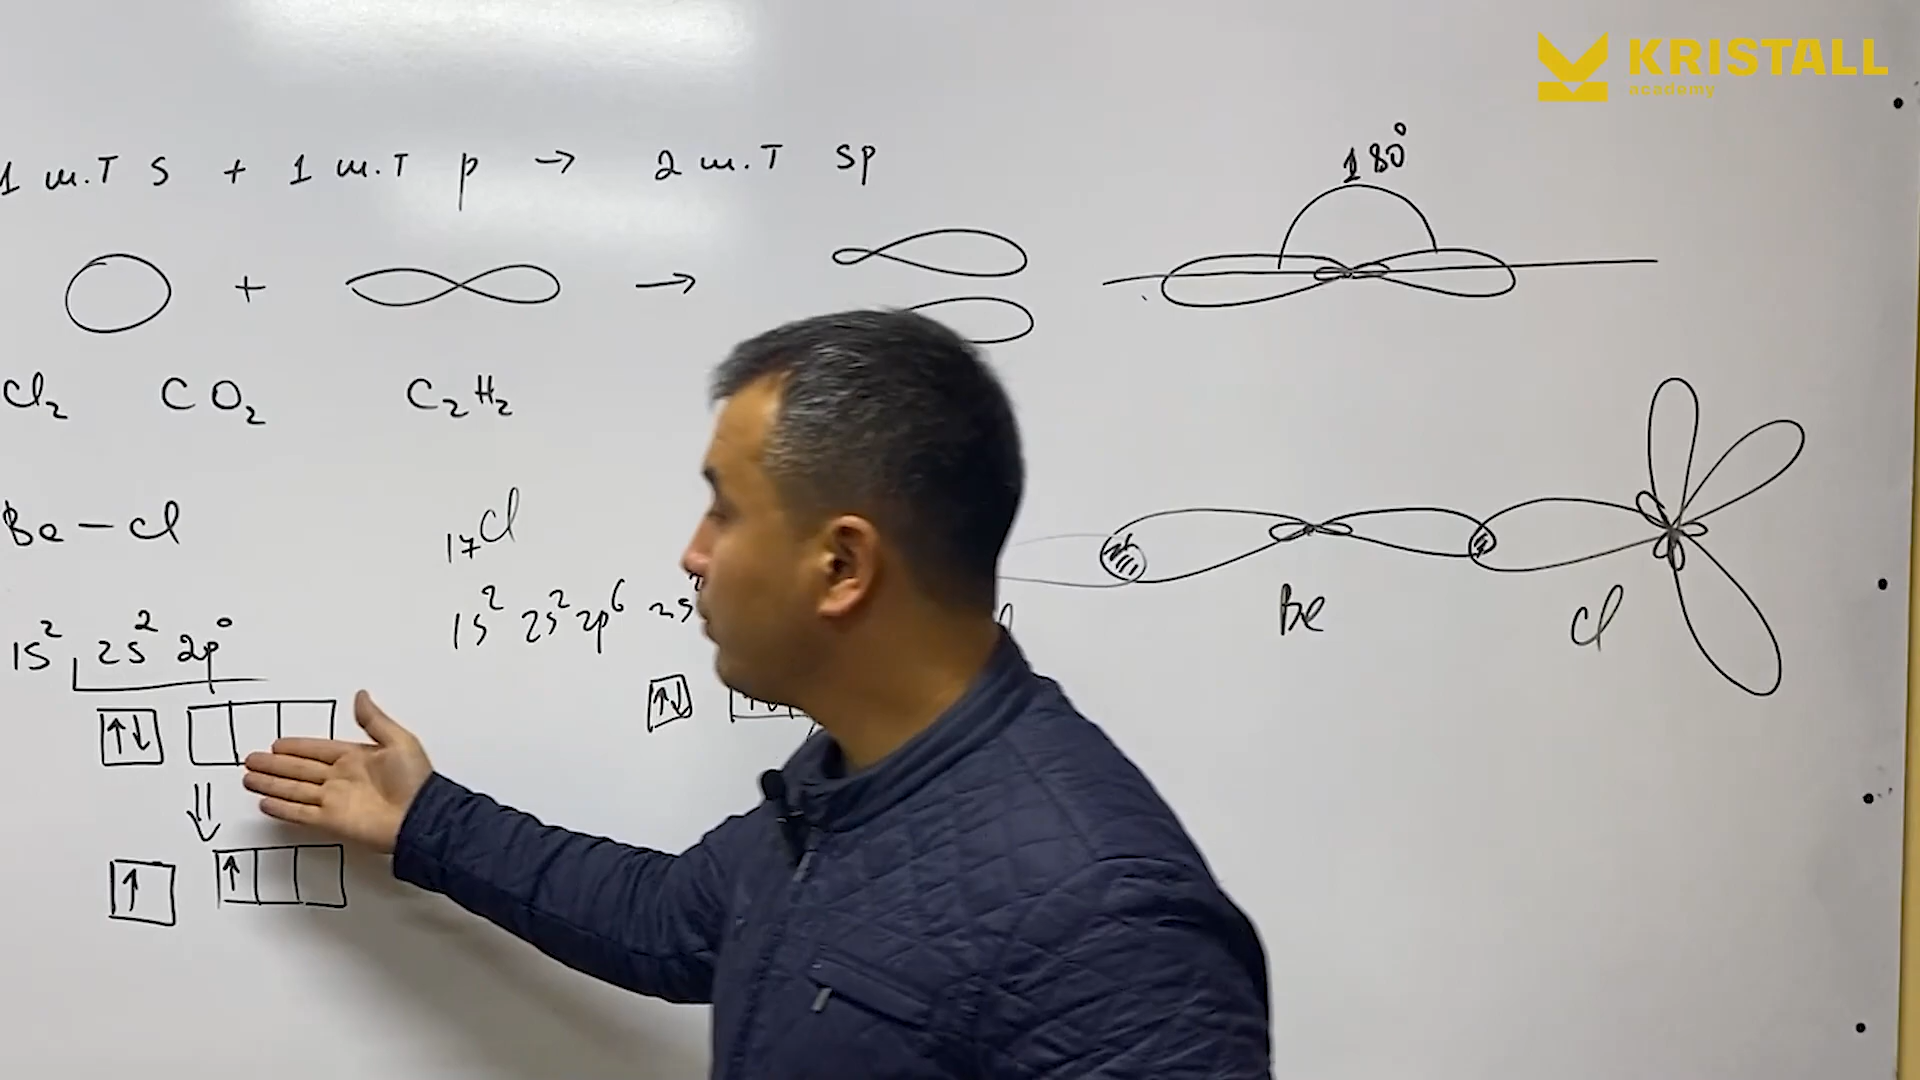 KRISTALL
academy
180°
1 ш.т s + 1 ш.т p → 2 ш.т sp
+ →
Cl₂ CO₂ C₂H₂
Be – Cl
₁₇Cl
1s² 2s² 2p⁰
1s² 2s² 2p⁶
Be Cl
↑↓
↑↓
⇓
↑ ↑